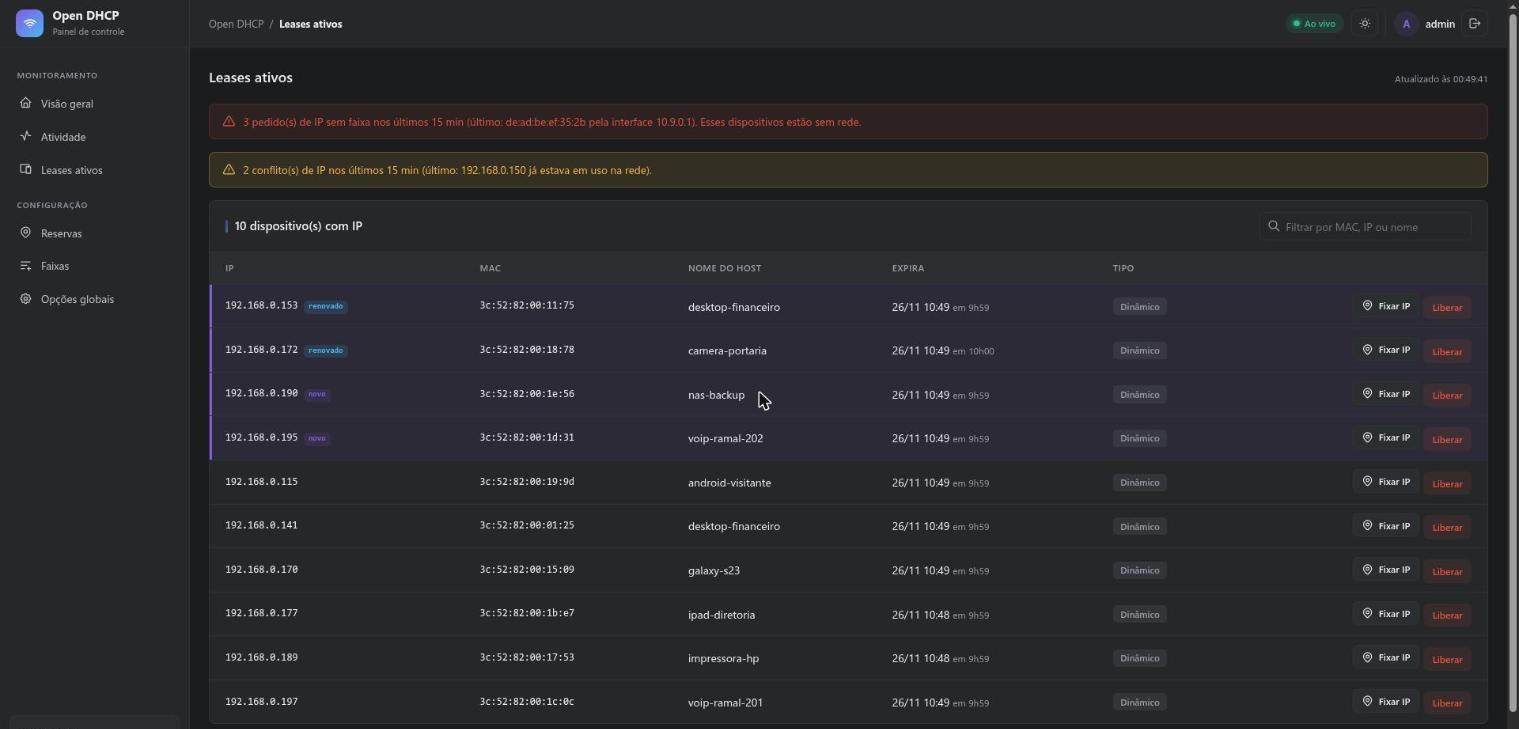 Open DHCP
Painel de controle
Open DHCP / Leases ativos
Ao vivo
A admin
MONITORAMENTO
Visão geral
Atividade
Leases ativos
CONFIGURAÇÃO
Reservas
Faixas
Opções globais
Leases ativos
Atualizado às 00:49:41
3 pedido(s) de IP sem faixa nos últimos 15 min (último: de:ad:be:ef:35:2b pela interface 10.9.0.1). Esses dispositivos estão sem rede.
2 conflito(s) de IP nos últimos 15 min (último: 192.168.0.150 já estava em uso na rede).
10 dispositivo(s) com IP
Filtrar por MAC, IP ou nome
IP MAC NOME DO HOST EXPIRA TIPO
192.168.0.153 renovado 3c:52:82:00:11:75 desktop-financeiro 26/11 10:49 em 9h59 Dinâmico Fixar IP Liberar
192.168.0.172 renovado 3c:52:82:00:18:78 camera-portaria 26/11 10:49 em 10h00 Dinâmico Fixar IP Liberar
192.168.0.190 novo 3c:52:82:00:1e:56 nas-backup 26/11 10:49 em 9h59 Dinâmico Fixar IP Liberar
192.168.0.195 novo 3c:52:82:00:1d:31 voip-ramal-202 26/11 10:49 em 9h59 Dinâmico Fixar IP Liberar
192.168.0.115 3c:52:82:00:19:9d android-visitante 26/11 10:49 em 9h59 Dinâmico Fixar IP Liberar
192.168.0.141 3c:52:82:00:01:25 desktop-financeiro 26/11 10:49 em 9h59 Dinâmico Fixar IP Liberar
192.168.0.170 3c:52:82:00:15:09 galaxy-s23 26/11 10:49 em 9h59 Dinâmico Fixar IP Liberar
192.168.0.177 3c:52:82:00:1b:e7 ipad-diretoria 26/11 10:48 em 9h59 Dinâmico Fixar IP Liberar
192.168.0.189 3c:52:82:00:17:53 impressora-hp 26/11 10:48 em 9h59 Dinâmico Fixar IP Liberar
192.168.0.197 3c:52:82:00:1c:0c voip-ramal-201 26/11 10:49 em 9h59 Dinâmico Fixar IP Liberar